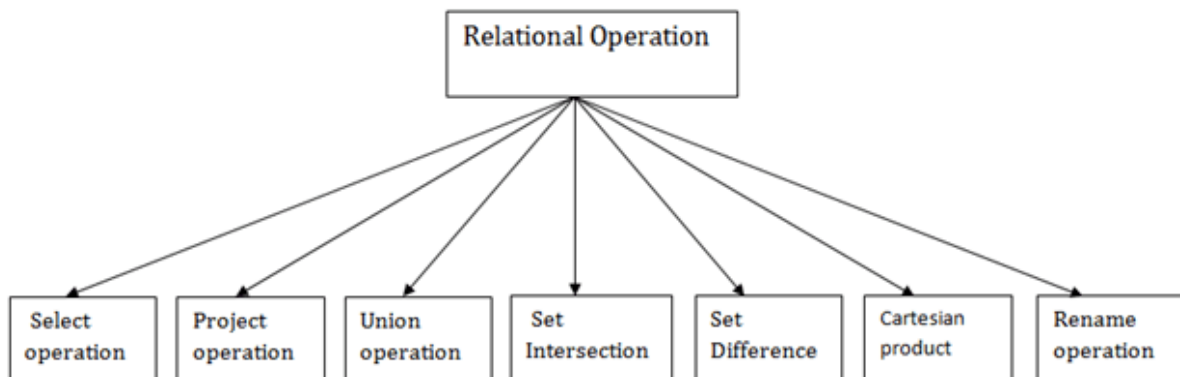 Relational Operation
Select
operation
Project
operation
Union
operation
Set
Intersection
Set
Difference
Cartesian
product
Rename
operation